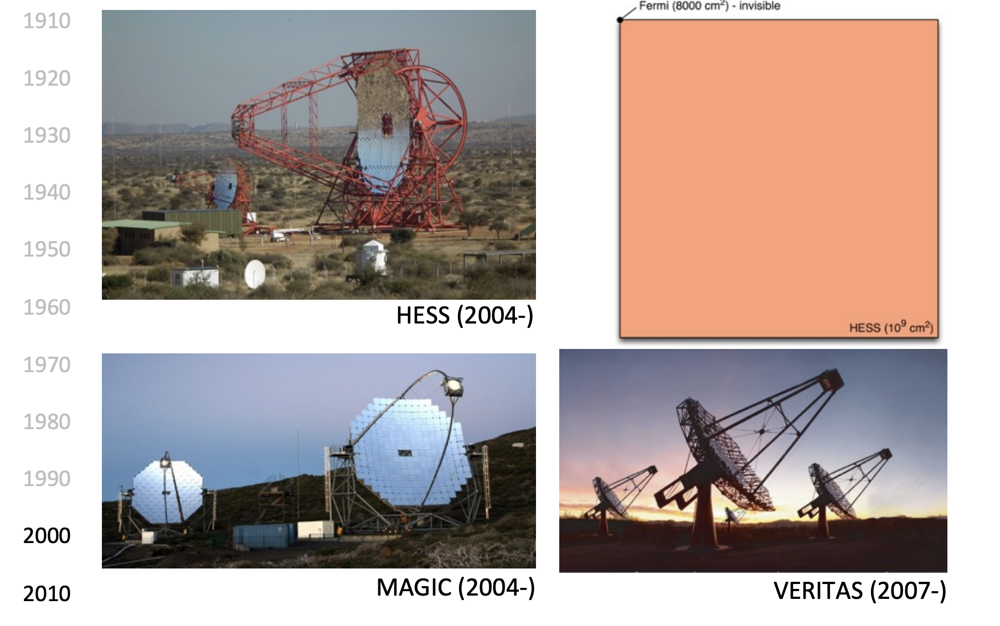 1910
1920
1930
1940
1950
1960
1970
1980
1990
2000
2010
HESS (2004-)
Fermi (8000 cm²) - invisible
HESS (10⁹ cm²)
MAGIC (2004-)
VERITAS (2007-)